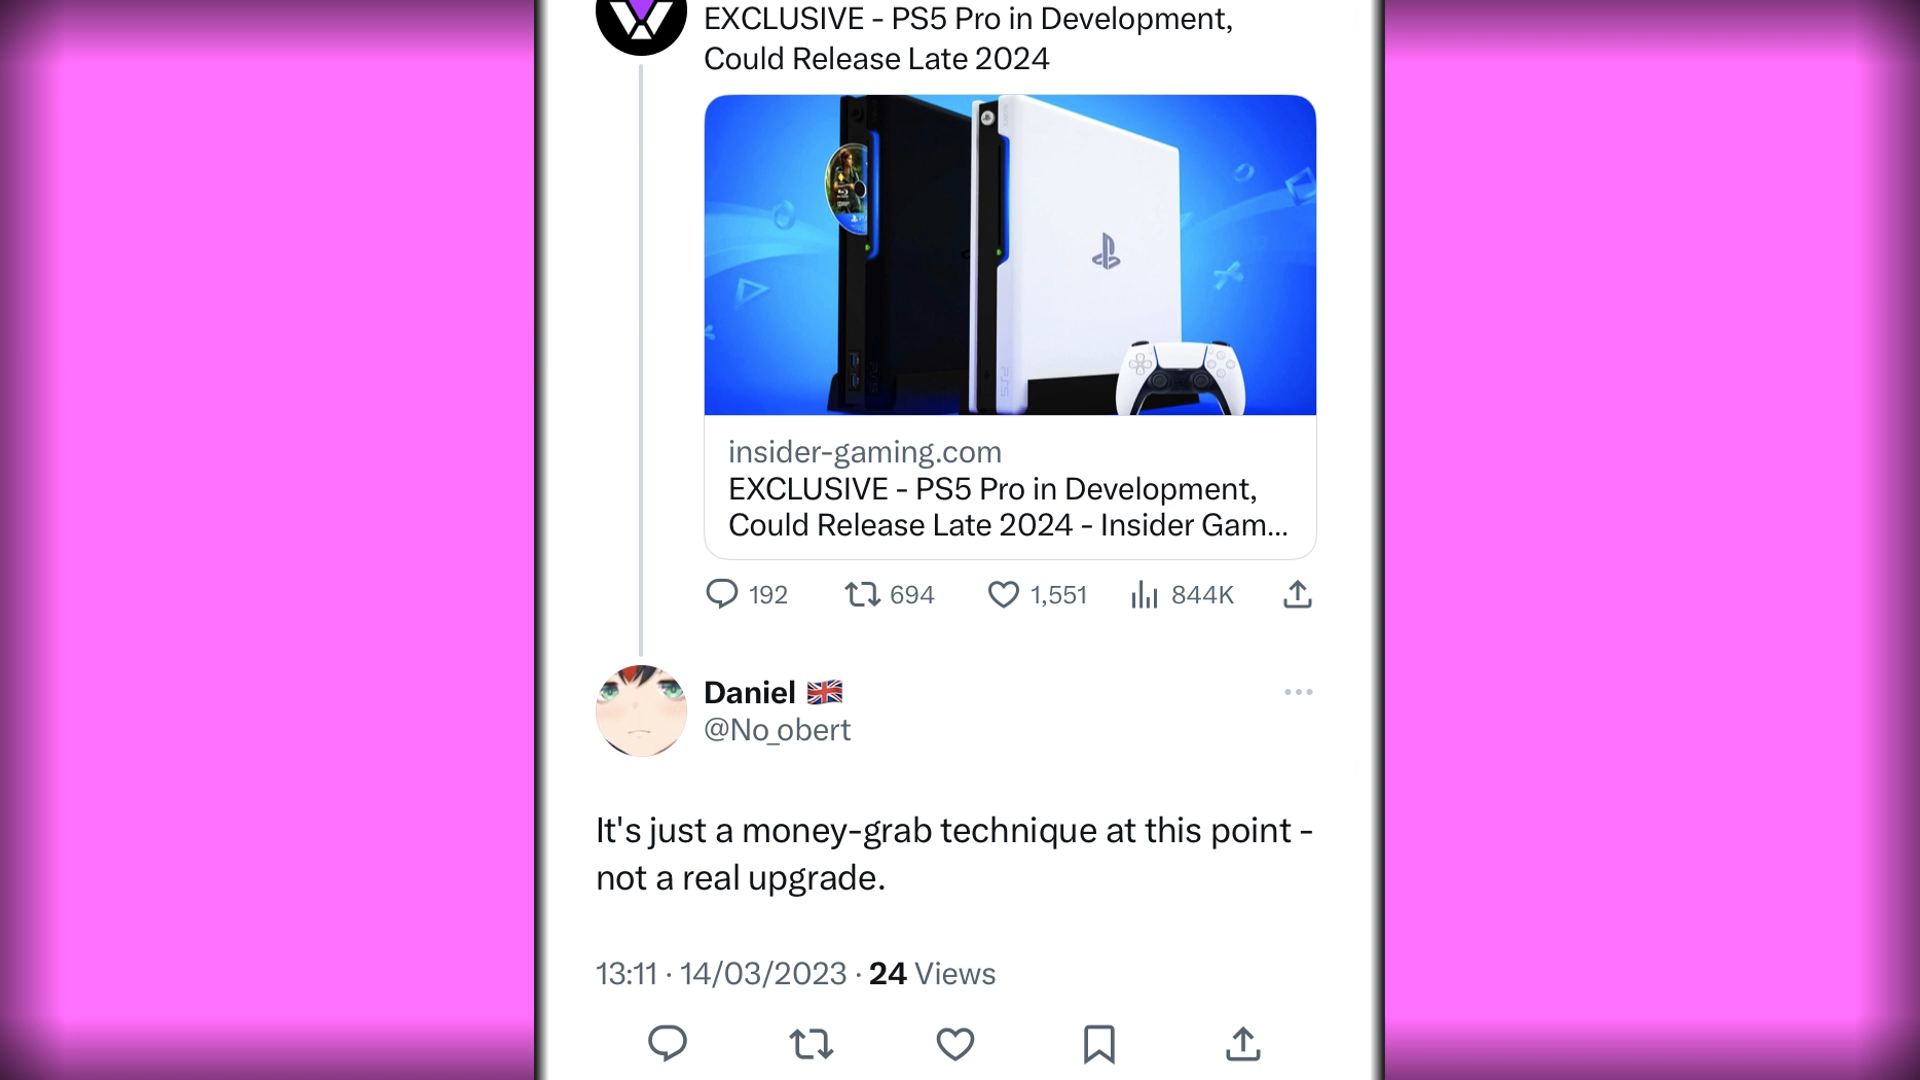 EXCLUSIVE - PS5 Pro in Development,
Could Release Late 2024
insider-gaming.com
EXCLUSIVE - PS5 Pro in Development,
Could Release Late 2024 - Insider Gam...
192 694 1,551 844K
Daniel 🇬🇧
@No_obert
It's just a money-grab technique at this point -
not a real upgrade.
13:11 · 14/03/2023 · 24 Views